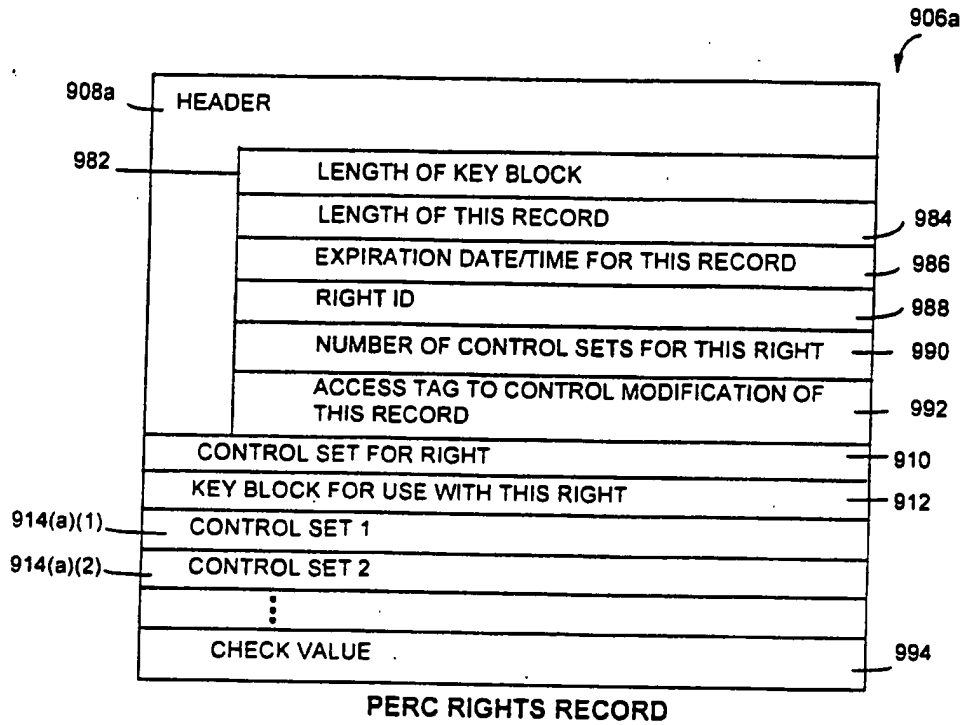 906a
908a
HEADER
982
LENGTH OF KEY BLOCK
LENGTH OF THIS RECORD
984
EXPIRATION DATE/TIME FOR THIS RECORD
986
RIGHT ID
988
NUMBER OF CONTROL SETS FOR THIS RIGHT
990
ACCESS TAG TO CONTROL MODIFICATION OF
THIS RECORD
992
CONTROL SET FOR RIGHT
910
KEY BLOCK FOR USE WITH THIS RIGHT
912
914(a)(1)
CONTROL SET 1
914(a)(2)
CONTROL SET 2
CHECK VALUE
994
PERC RIGHTS RECORD